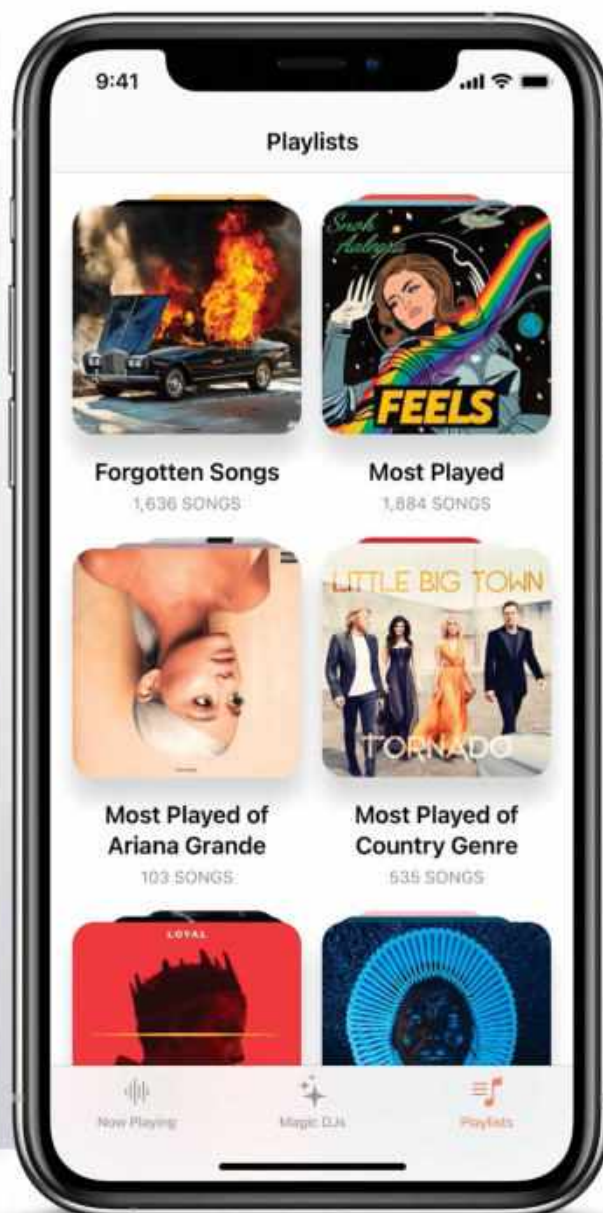 9:41
Playlists
FEELS
Forgotten Songs
Most Played
1,636 SONGS
1,884 SONGS
LITTLE BIG TOWN
TORNADO
Most Played of
Ariana Grande
Most Played of
Country Genre
103 SONGS
535 SONGS
LOYAL
Now Playing
Magic DJs
Playlists